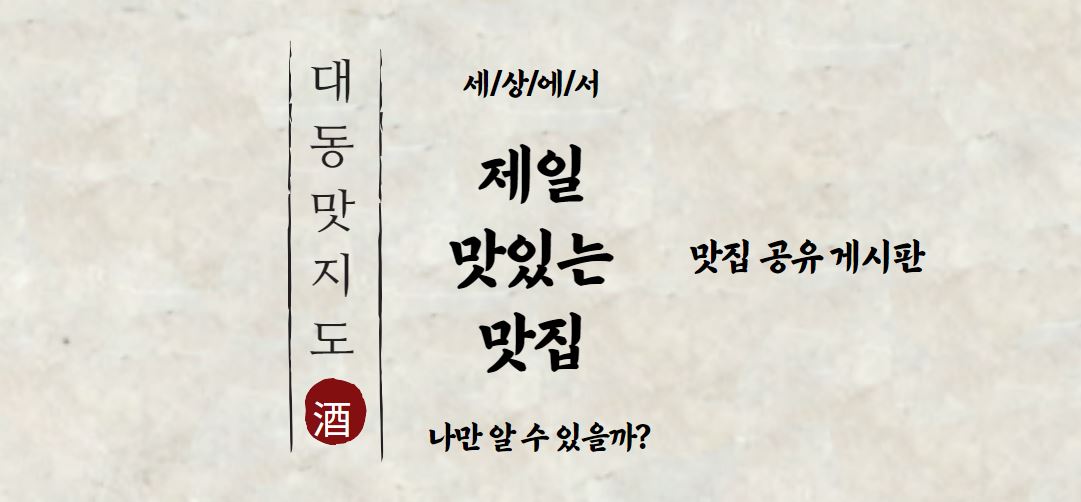 대동맛지도
酒
세/상/에/서
제일
맛있는
맛집
나만 알 수 있을까?
맛집 공유 게시판